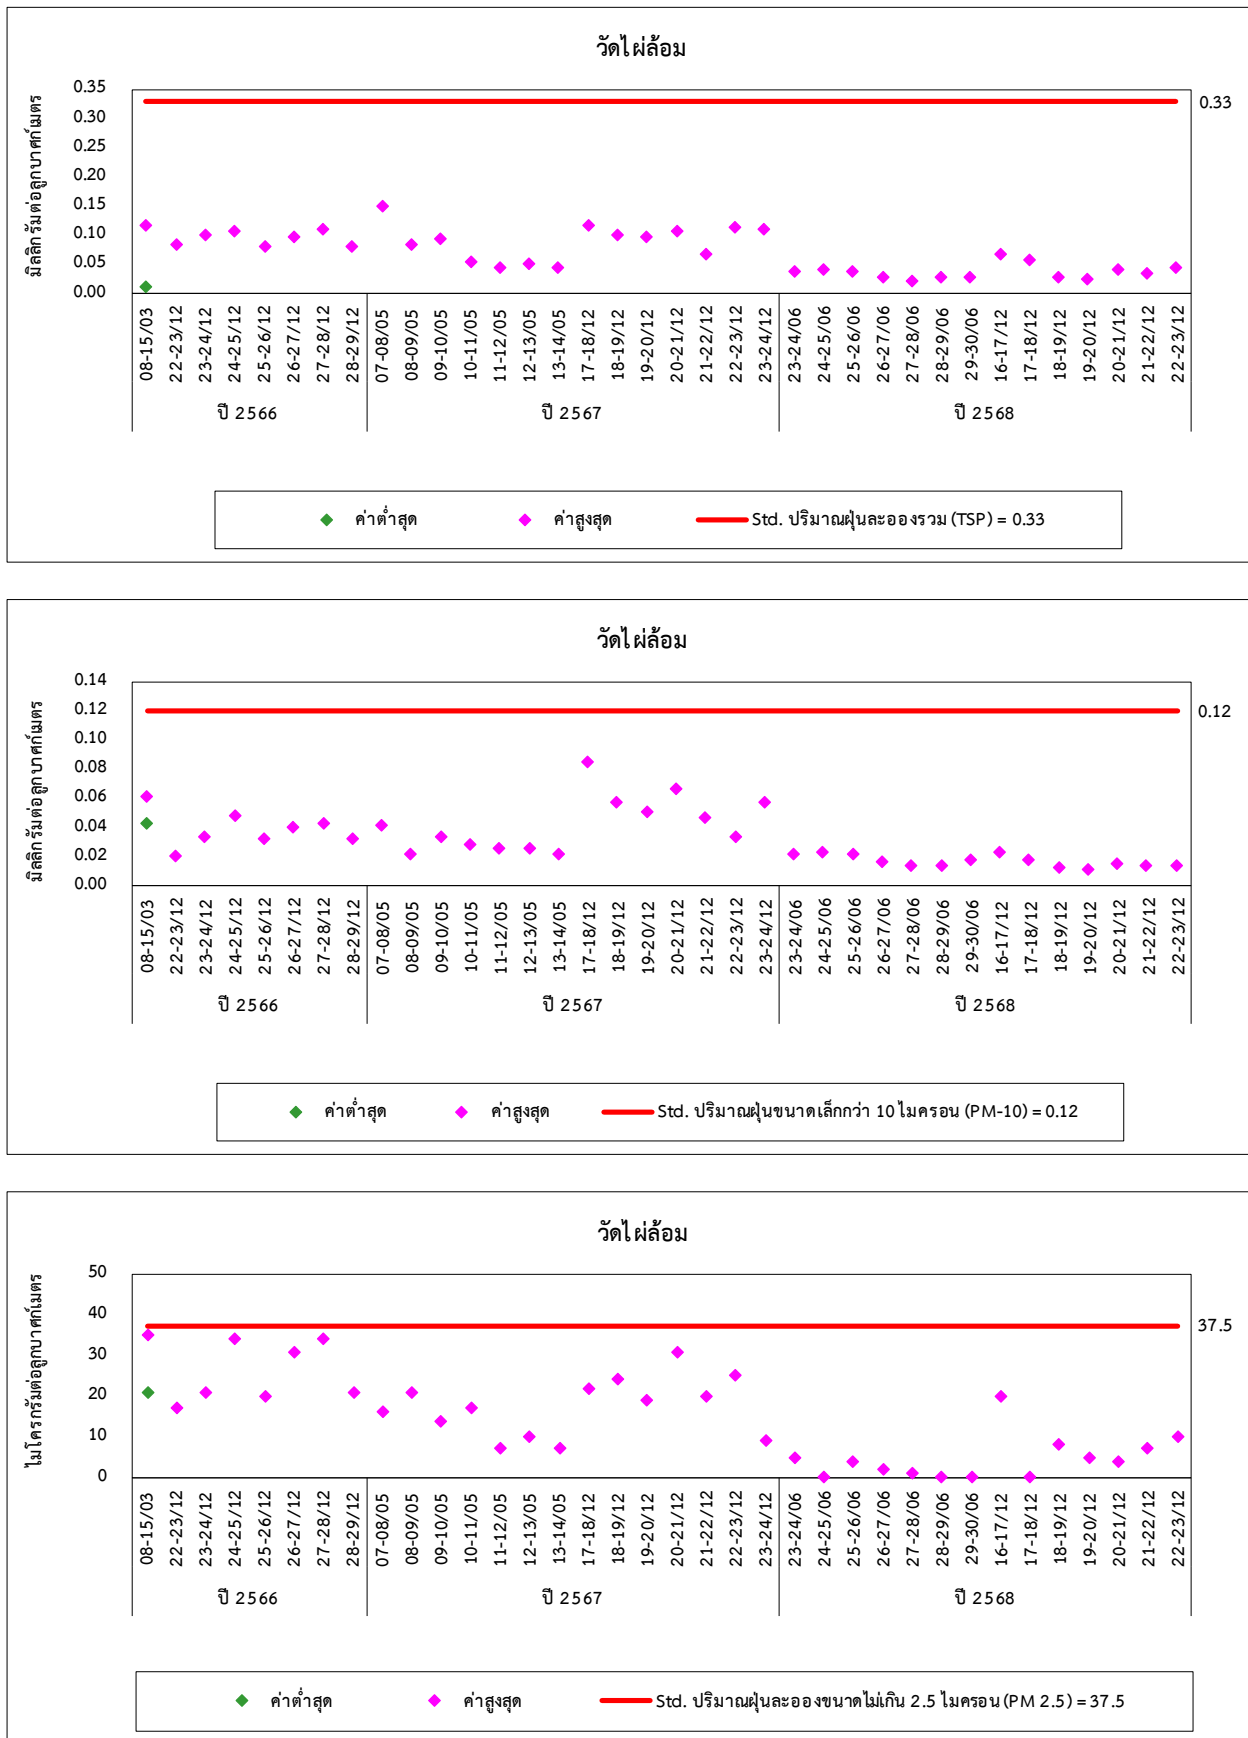 วัดไผ่ล้อม
มิลลิกรัมต่อลูกบาศก์เมตร
0.35
0.30
0.25
0.20
0.15
0.10
0.05
0.00
0.33
08-15/03 22-23/12 23-24/12 24-25/12 25-26/12 26-27/12 27-28/12 28-29/12 07-08/05 08-09/05 09-10/05 10-11/05 11-12/05 12-13/05 13-14/05 17-18/12 18-19/12 19-20/12 20-21/12 21-22/12 22-23/12 23-24/12 23-24/06 24-25/06 25-26/06 26-27/06 27-28/06 28-29/06 29-30/06 16-17/12 17-18/12 18-19/12 19-20/12 20-21/12 21-22/12 22-23/12
ปี 2566 ปี 2567 ปี 2568
ค่าต่ำสุด ค่าสูงสุด Std. ปริมาณฝุ่นละอองรวม (TSP) = 0.33
วัดไผ่ล้อม
มิลลิกรัมต่อลูกบาศก์เมตร
0.14
0.12
0.10
0.08
0.06
0.04
0.02
0.00
0.12
08-15/03 22-23/12 23-24/12 24-25/12 25-26/12 26-27/12 27-28/12 28-29/12 07-08/05 08-09/05 09-10/05 10-11/05 11-12/05 12-13/05 13-14/05 17-18/12 18-19/12 19-20/12 20-21/12 21-22/12 22-23/12 23-24/12 23-24/06 24-25/06 25-26/06 26-27/06 27-28/06 28-29/06 29-30/06 16-17/12 17-18/12 18-19/12 19-20/12 20-21/12 21-22/12 22-23/12
ปี 2566 ปี 2567 ปี 2568
ค่าต่ำสุด ค่าสูงสุด Std. ปริมาณฝุ่นขนาดเล็กกว่า 10 ไมครอน (PM-10) = 0.12
วัดไผ่ล้อม
ไมโครกรัมต่อลูกบาศก์เมตร
50
40
30
20
10
0
37.5
08-15/03 22-23/12 23-24/12 24-25/12 25-26/12 26-27/12 27-28/12 28-29/12 07-08/05 08-09/05 09-10/05 10-11/05 11-12/05 12-13/05 13-14/05 17-18/12 18-19/12 19-20/12 20-21/12 21-22/12 22-23/12 23-24/12 23-24/06 24-25/06 25-26/06 26-27/06 27-28/06 28-29/06 29-30/06 16-17/12 17-18/12 18-19/12 19-20/12 20-21/12 21-22/12 22-23/12
ปี 2566 ปี 2567 ปี 2568
ค่าต่ำสุด ค่าสูงสุด Std. ปริมาณฝุ่นละอองขนาดไม่เกิน 2.5 ไมครอน (PM 2.5) = 37.5